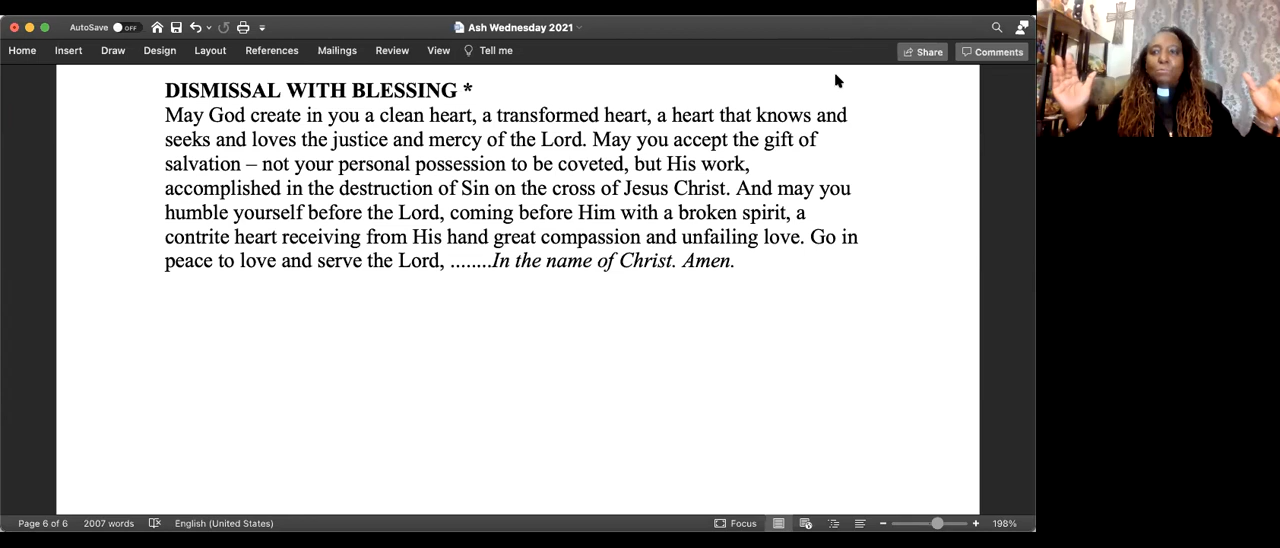 AutoSave OFF
Ash Wednesday 2021
Home Insert Draw Design Layout References Mailings Review View Tell me Share Comments
DISMISSAL WITH BLESSING *
May God create in you a clean heart, a transformed heart, a heart that knows and
seeks and loves the justice and mercy of the Lord. May you accept the gift of
salvation – not your personal possession to be coveted, but His work,
accomplished in the destruction of Sin on the cross of Jesus Christ. And may you
humble yourself before the Lord, coming before Him with a broken spirit, a
contrite heart receiving from His hand great compassion and unfailing love. Go in
peace to love and serve the Lord, ........In the name of Christ. Amen.
Page 6 of 6 2007 words English (United States) Focus 198%